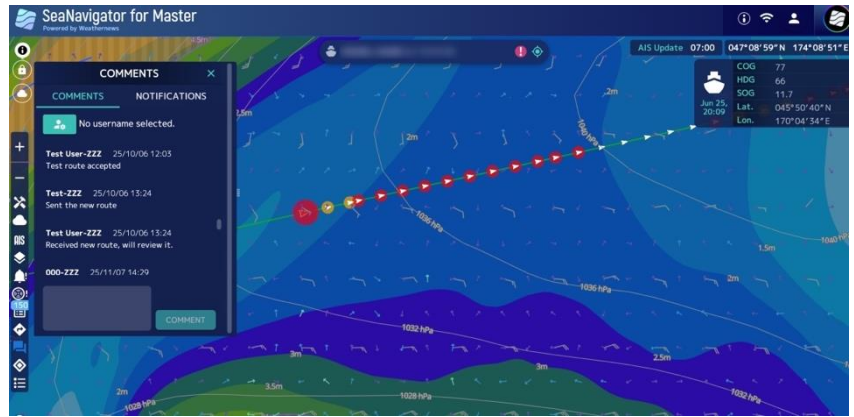 SeaNavigator for Master
Powered by Weathernews
AIS Update 07:00
047°08'59"N 174°08'51"E
COMMENTS ×
COMMENTS NOTIFICATIONS
No username selected.
Test User-ZZZ 25/10/06 12:03
Test route accepted
Test-ZZZ 25/10/06 13:24
Sent the new route
Test User-ZZZ 25/10/06 13:24
Received new route, will review it.
000-ZZZ 25/11/07 14:29
COMMENT
AIS
150
Jun 25,
20:09
COG 77
HDG 66
SOG 11.7
Lat. 045°50'40"N
Lon. 170°04'34"E
2m
2m
1040 hPa
1036 hPa
1.5m
1036 hPa
2m
1032 hPa
3m
2.5m
3m
3.5m
2m
1028 hPa
1028 hPa
1032 hPa